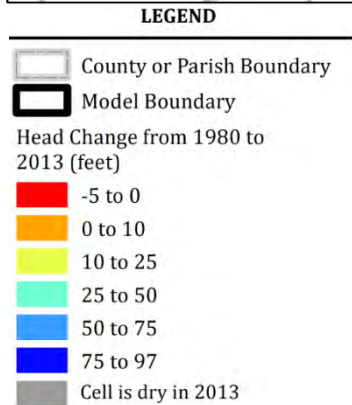 LEGEND
County or Parish Boundary
Model Boundary
Head Change from 1980 to
2013 (feet)
-5 to 0
0 to 10
10 to 25
25 to 50
50 to 75
75 to 97
Cell is dry in 2013